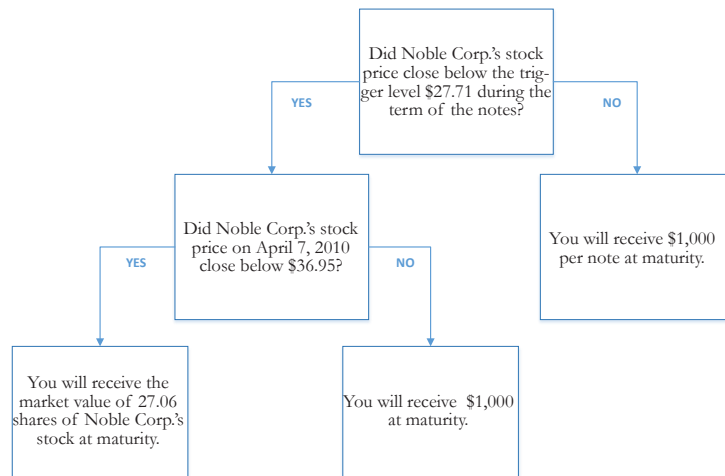 Did Noble Corp.'s stock
price close below the trig-
ger level $27.71 during the
term of the notes?
YES
NO
Did Noble Corp.'s stock
price on April 7, 2010
close below $36.95?
You will receive $1,000
per note at maturity.
YES
NO
You will receive the
market value of 27.06
shares of Noble Corp.'s
stock at maturity.
You will receive $1,000
at maturity.